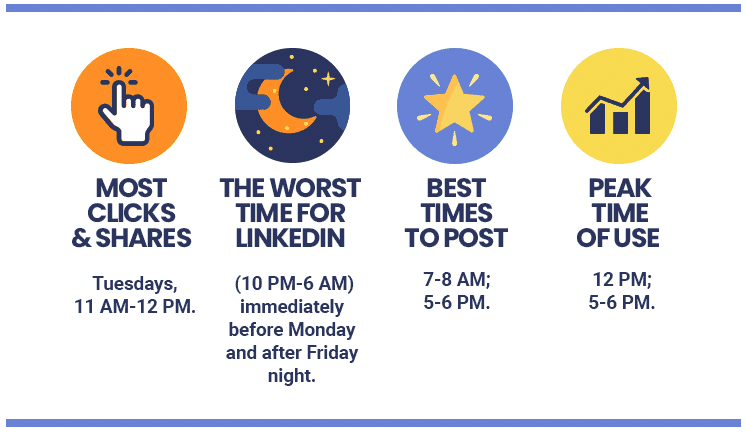 MOST
CLICKS
& SHARES
Tuesdays,
11 AM-12 PM.
THE WORST
TIME FOR
LINKEDIN
(10 PM-6 AM)
immediately
before Monday
and after Friday
night.
BEST
TIMES
TO POST
7-8 AM;
5-6 PM.
PEAK
TIME
OF USE
12 PM;
5-6 PM.